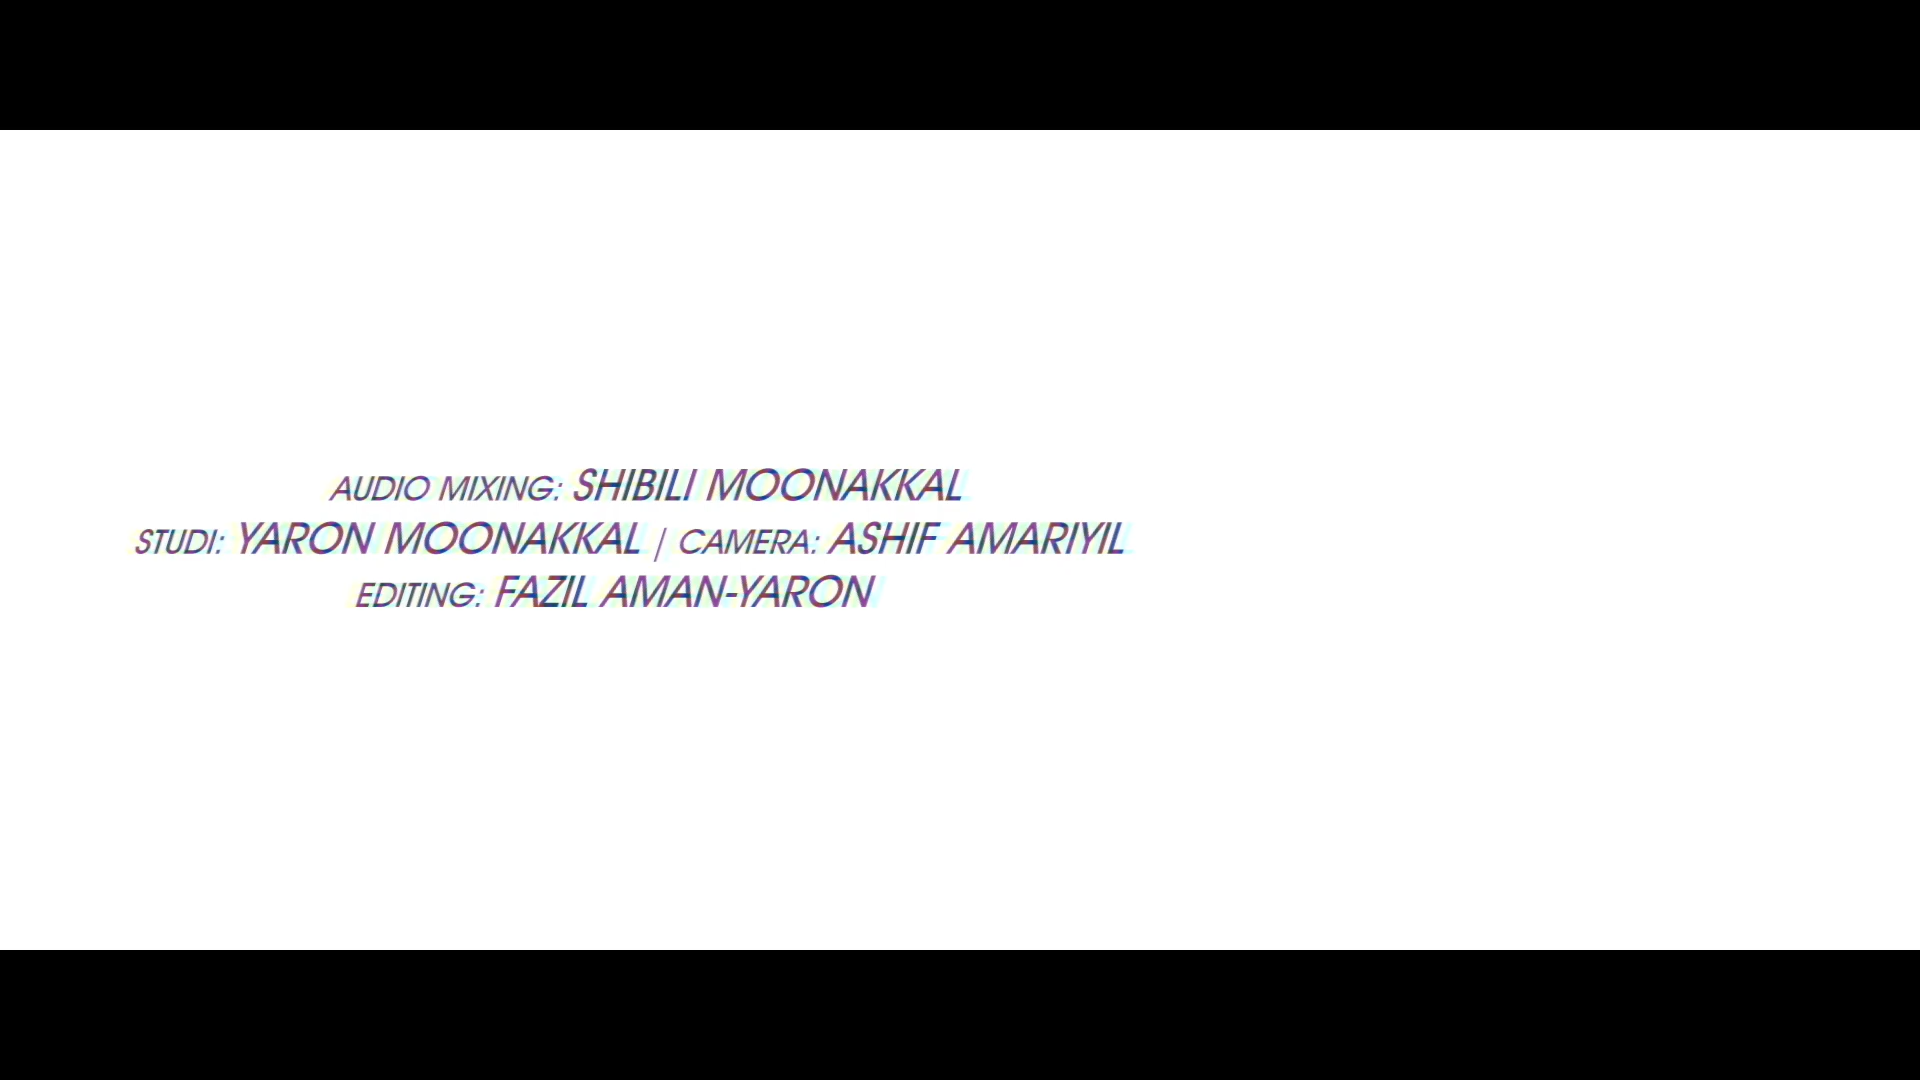 AUDIO MIXING: SHIBILI MOONAKKAL
STUDI: YARON MOONAKKAL | CAMERA: ASHIF AMARIYIL
EDITING: FAZIL AMAN-YARON